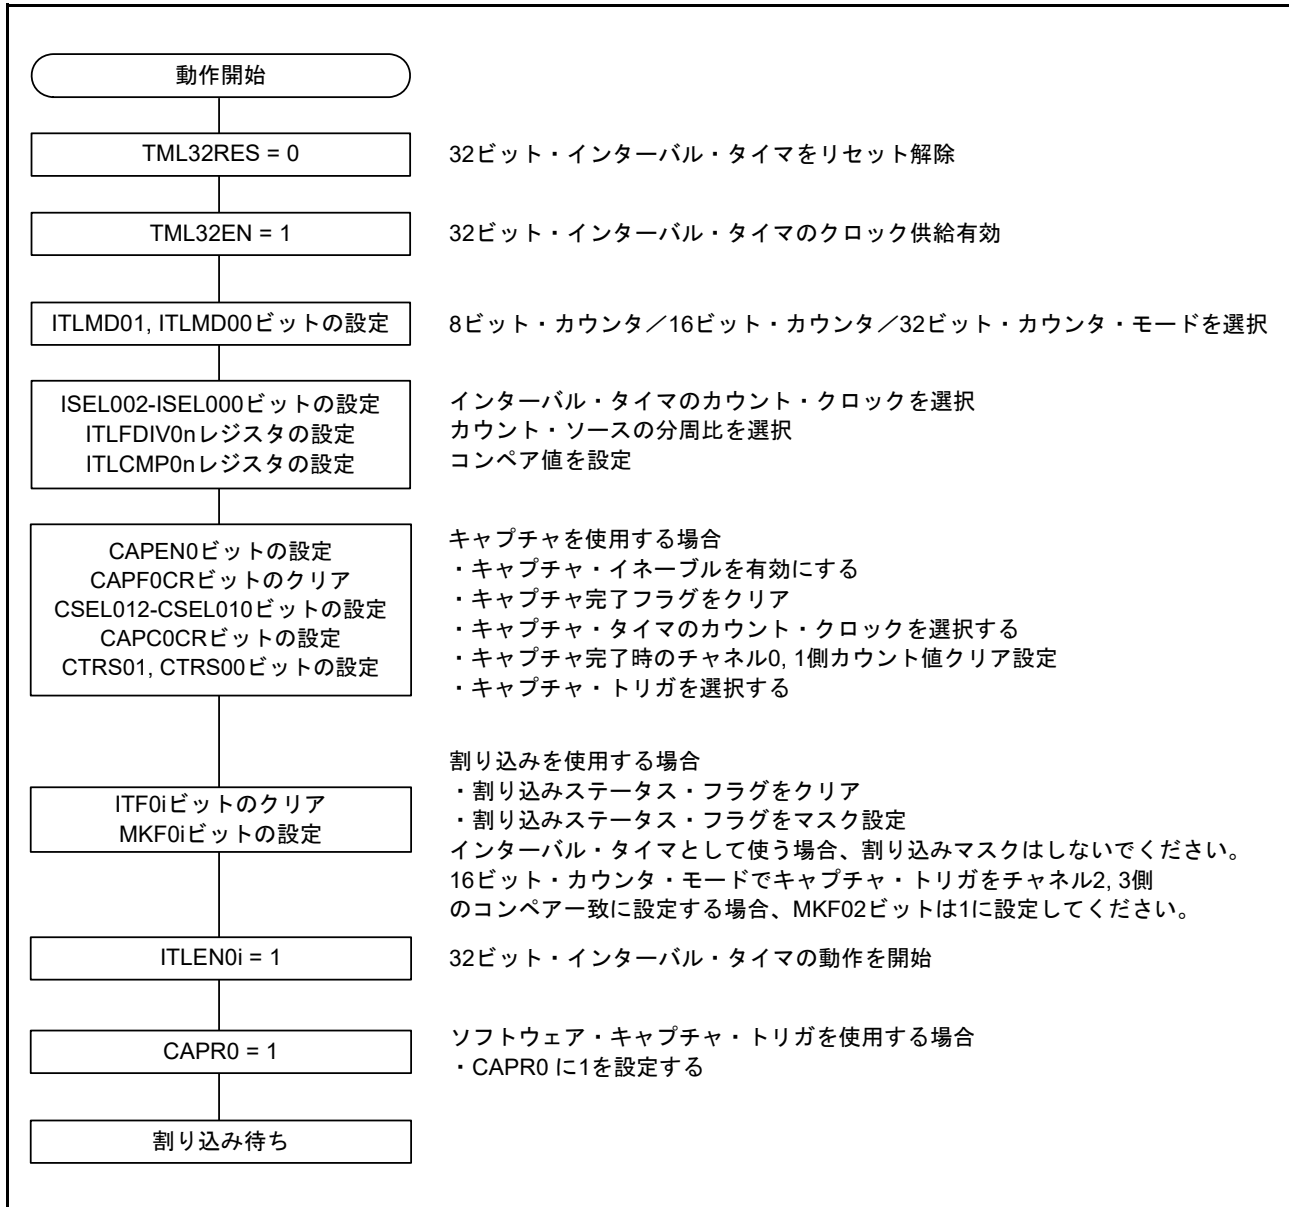 動作開始
TML32RES = 0
32ビット・インターバル・タイマをリセット解除
TML32EN = 1
32ビット・インターバル・タイマのクロック供給有効
ITLMD01, ITLMD00ビットの設定
8ビット・カウンタ／16ビット・カウンタ／32ビット・カウンタ・モードを選択
ISEL002-ISEL000ビットの設定
ITLFDIV0nレジスタの設定
ITLCMP0nレジスタの設定
インターバル・タイマのカウント・クロックを選択
カウント・ソースの分周比を選択
コンペア値を設定
CAPEN0ビットの設定
CAPF0CRビットのクリア
CSEL012-CSEL010ビットの設定
CAPC0CRビットの設定
CTRS01, CTRS00ビットの設定
キャプチャを使用する場合
・キャプチャ・イネーブルを有効にする
・キャプチャ完了フラグをクリア
・キャプチャ・タイマのカウント・クロックを選択する
・キャプチャ完了時のチャネル0, 1側カウント値クリア設定
・キャプチャ・トリガを選択する
ITF0iビットのクリア
MKF0iビットの設定
割り込みを使用する場合
・割り込みステータス・フラグをクリア
・割り込みステータス・フラグをマスク設定
インターバル・タイマとして使う場合、割り込みマスクはしないでください。
16ビット・カウンタ・モードでキャプチャ・トリガをチャネル2, 3側
のコンペアー致に設定する場合、MKF02ビットは1に設定してください。
ITLEN0i = 1
32ビット・インターバル・タイマの動作を開始
CAPR0 = 1
ソフトウェア・キャプチャ・トリガを使用する場合
・CAPR0 に1を設定する
割り込み待ち